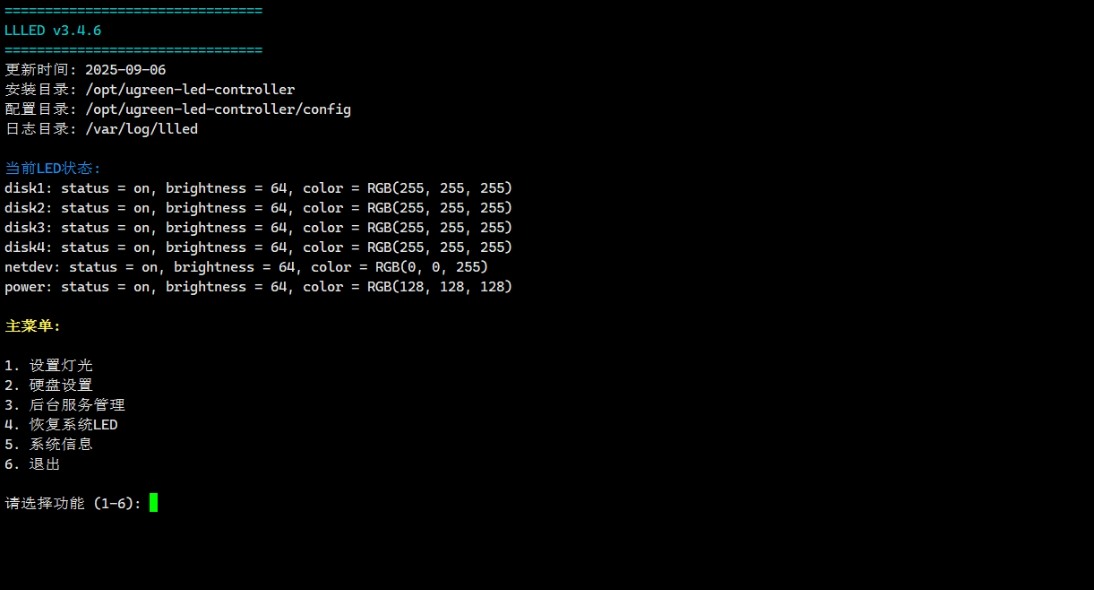 ================================
LLLED v3.4.6
================================
更新时间: 2025-09-06
安装目录: /opt/ugreen-led-controller
配置目录: /opt/ugreen-led-controller/config
日志目录: /var/log/llled
当前LED状态:
disk1: status = on, brightness = 64, color = RGB(255, 255, 255)
disk2: status = on, brightness = 64, color = RGB(255, 255, 255)
disk3: status = on, brightness = 64, color = RGB(255, 255, 255)
disk4: status = on, brightness = 64, color = RGB(255, 255, 255)
netdev: status = on, brightness = 64, color = RGB(0, 0, 255)
power: status = on, brightness = 64, color = RGB(128, 128, 128)
主菜单:
1. 设置灯光
2. 硬盘设置
3. 后台服务管理
4. 恢复系统LED
5. 系统信息
6. 退出
请选择功能 (1-6):